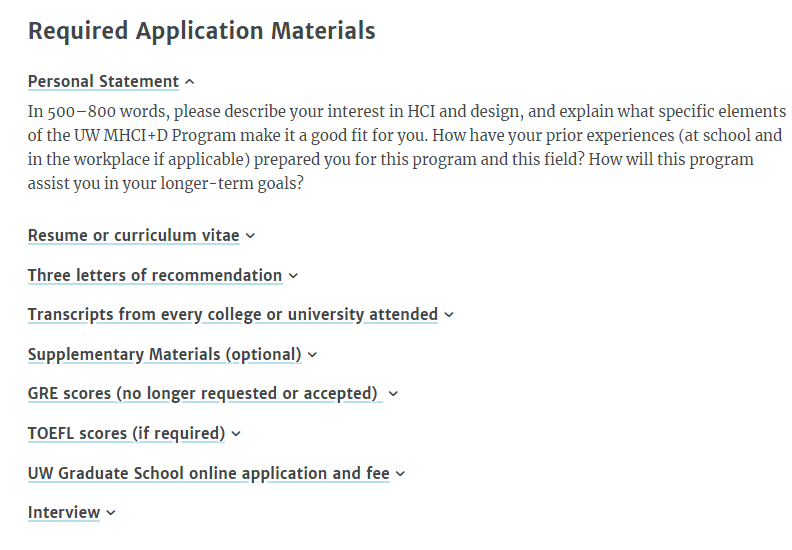 Required Application Materials
Personal Statement
In 500–800 words, please describe your interest in HCI and design, and explain what specific elements
of the UW MHCI+D Program make it a good fit for you. How have your prior experiences (at school and
in the workplace if applicable) prepared you for this program and this field? How will this program
assist you in your longer-term goals?
Resume or curriculum vitae
Three letters of recommendation
Transcripts from every college or university attended
Supplementary Materials (optional)
GRE scores (no longer requested or accepted)
TOEFL scores (if required)
UW Graduate School online application and fee
Interview